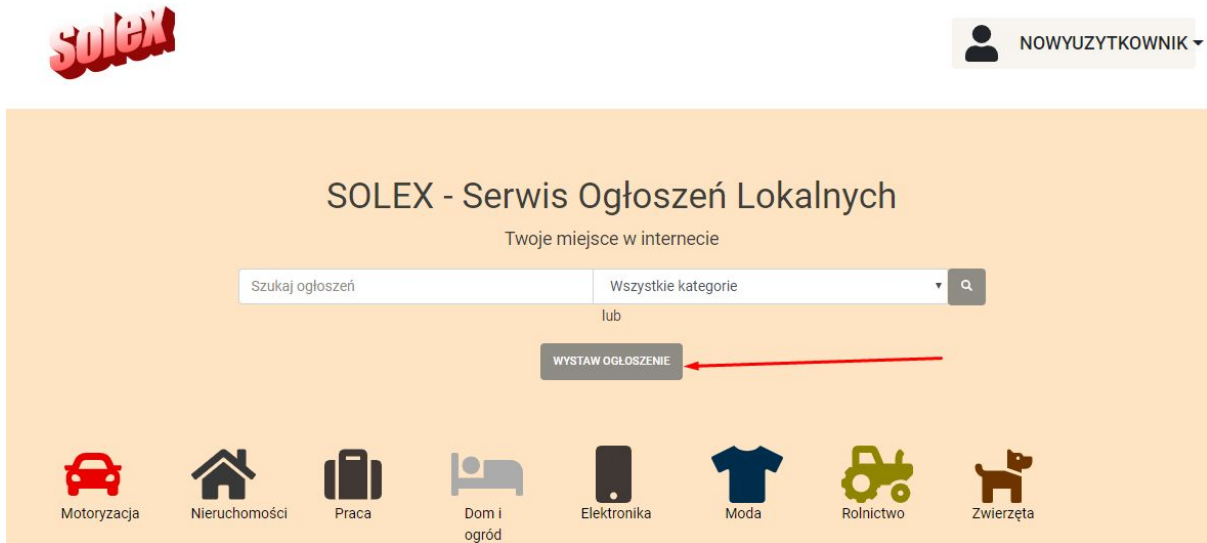 Solex
NOWYUZYTKOWNIK
SOLEX - Serwis Ogłoszeń Lokalnych
Twoje miejsce w internecie
Szukaj ogłoszeń
Wszystkie kategorie
lub
WYSTAW OGŁOSZENIE
Motoryzacja
Nieruchomości
Praca
Dom i
ogród
Elektronika
Moda
Rolnictwo
Zwierzęta